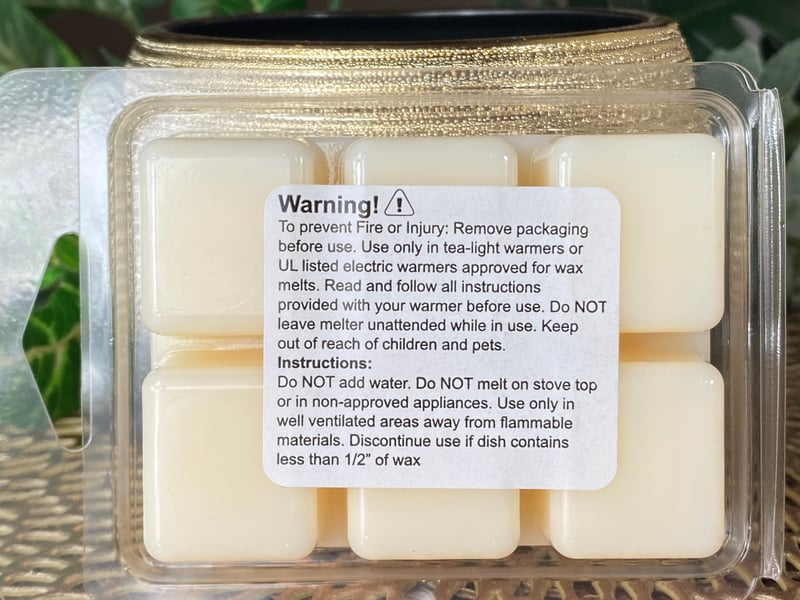 Warning!
To prevent Fire or Injury: Remove packaging
before use. Use only in tea-light warmers or
UL listed electric warmers approved for wax
melts. Read and follow all instructions
provided with your warmer before use. Do NOT
leave melter unattended while in use. Keep
out of reach of children and pets.
Instructions:
Do NOT add water. Do NOT melt on stove top
or in non-approved appliances. Use only in
well ventilated areas away from flammable
materials. Discontinue use if dish contains
less than 1/2" of wax